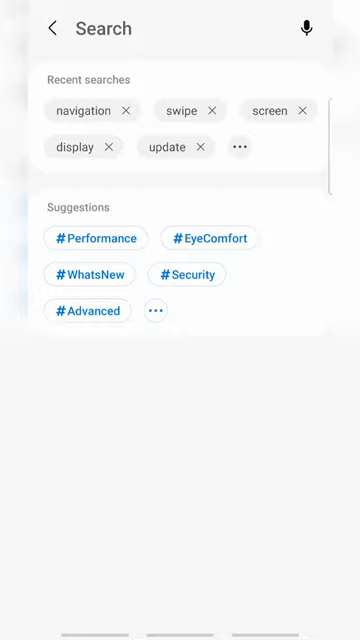 Search
Recent searches
navigation
swipe
screen
display
update
Suggestions
#Performance
#EyeComfort
#WhatsNew
#Security
#Advanced